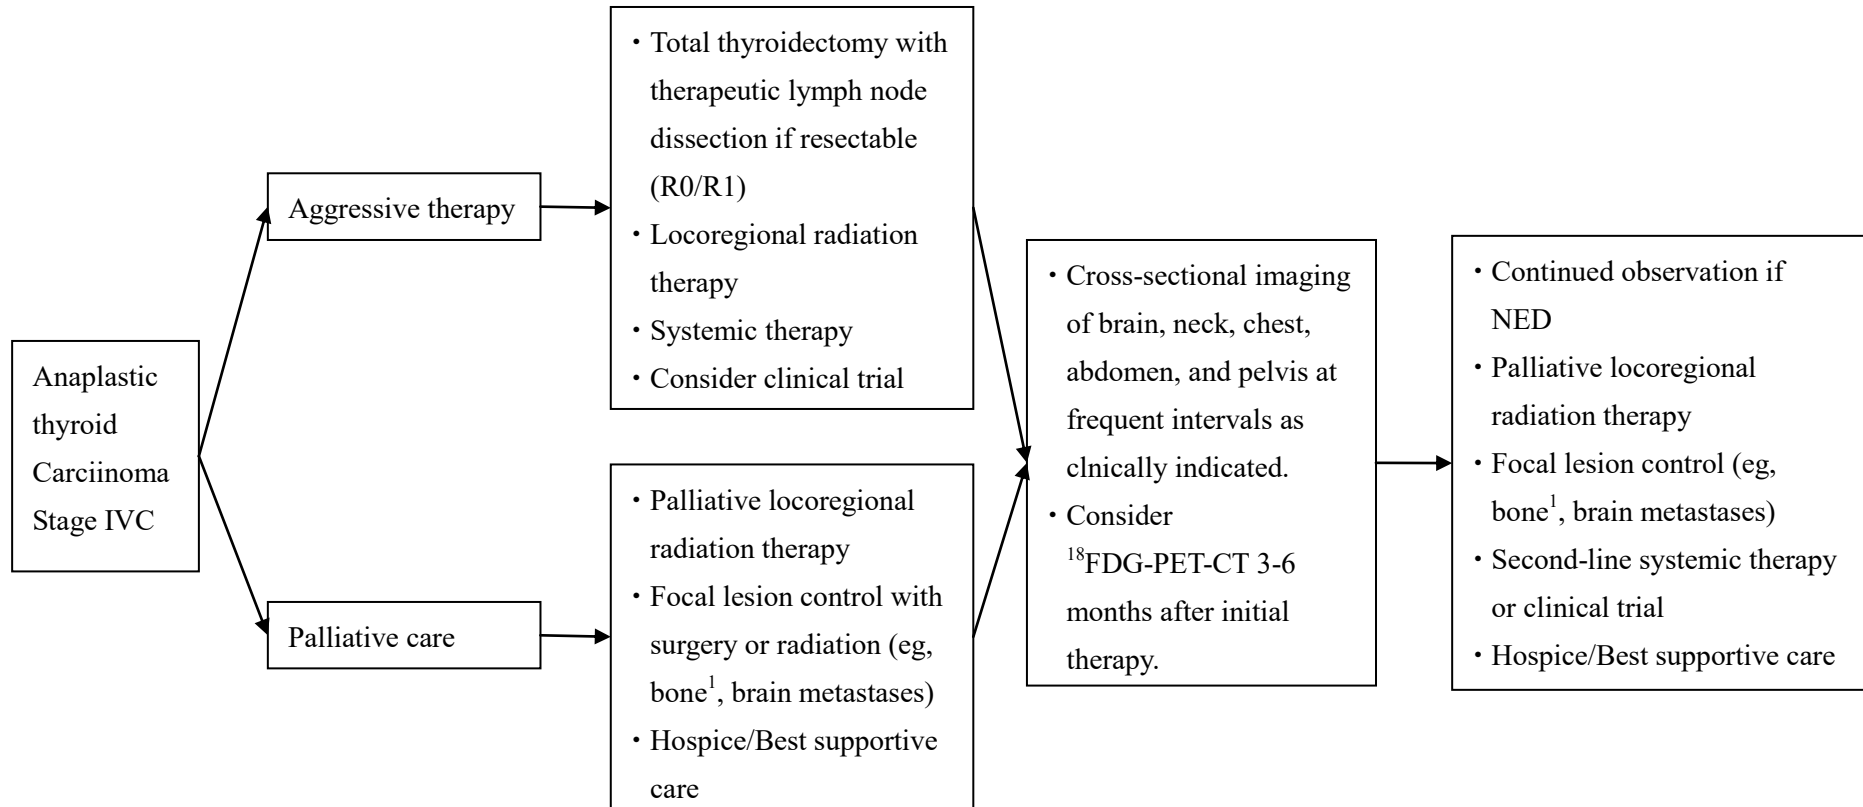 Anaplastic
thyroid
Carciinoma
Stage IVC
Aggressive therapy
・Total thyroidectomy with
therapeutic lymph node
dissection if resectable
(R0/R1)
・Locoregional radiation
therapy
・Systemic therapy
・Consider clinical trial
Palliative care
・Palliative locoregional
radiation therapy
・Focal lesion control with
surgery or radiation (eg,
bone¹, brain metastases)
・Hospice/Best supportive
care
・Cross-sectional imaging
of brain, neck, chest,
abdomen, and pelvis at
frequent intervals as
clnically indicated.
・Consider
¹⁸FDG-PET-CT 3-6
months after initial
therapy.
・Continued observation if
NED
・Palliative locoregional
radiation therapy
・Focal lesion control (eg,
bone¹, brain metastases)
・Second-line systemic therapy
or clinical trial
・Hospice/Best supportive care